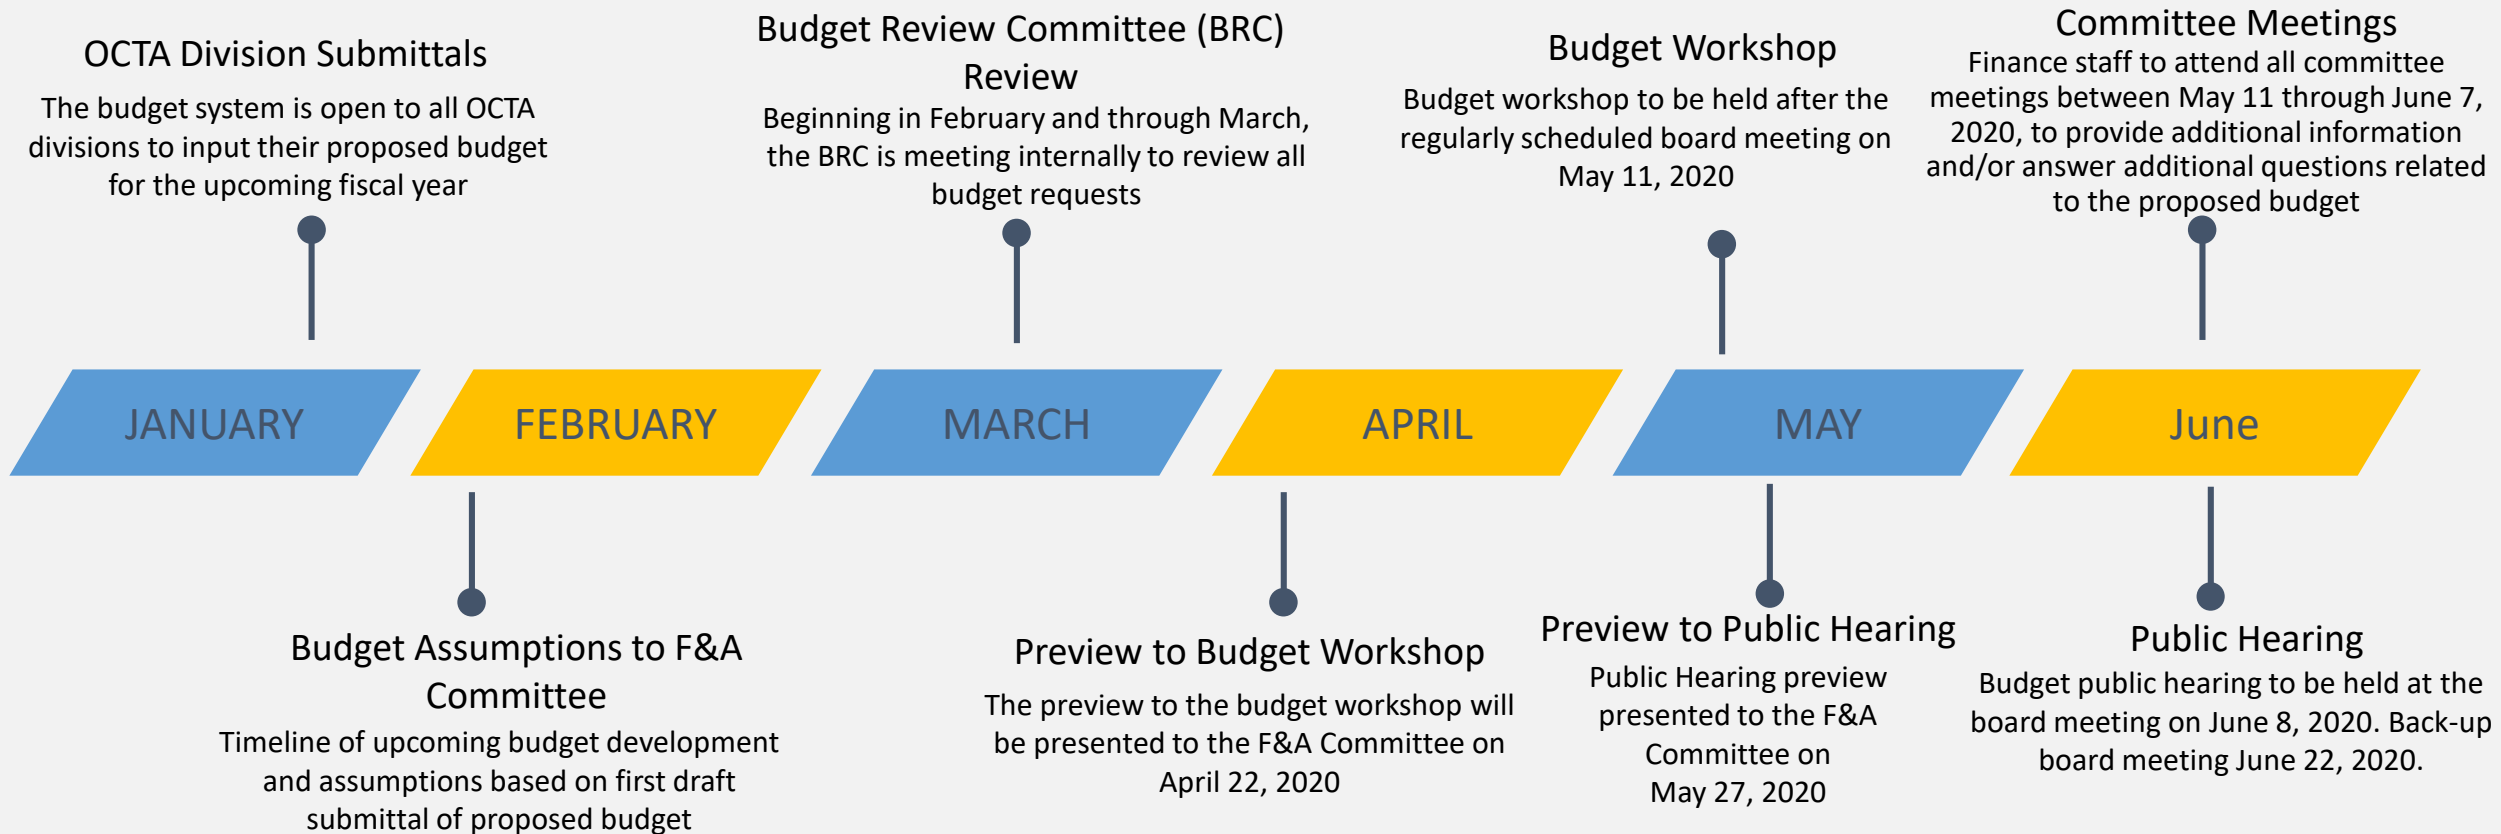 OCTA Division Submittals
The budget system is open to all OCTA
divisions to input their proposed budget
for the upcoming fiscal year
Budget Review Committee (BRC)
Review
Beginning in February and through March,
the BRC is meeting internally to review all
budget requests
Budget Workshop
Budget workshop to be held after the
regularly scheduled board meeting on
May 11, 2020
Committee Meetings
Finance staff to attend all committee
meetings between May 11 through June 7,
2020, to provide additional information
and/or answer additional questions related
to the proposed budget
JANUARY
FEBRUARY
MARCH
APRIL
MAY
June
Budget Assumptions to F&A
Committee
Timeline of upcoming budget development
and assumptions based on first draft
submittal of proposed budget
Preview to Budget Workshop
The preview to the budget workshop will
be presented to the F&A Committee on
April 22, 2020
Preview to Public Hearing
Public Hearing preview
presented to the F&A
Committee on
May 27, 2020
Public Hearing
Budget public hearing to be held at the
board meeting on June 8, 2020. Back-up
board meeting June 22, 2020.